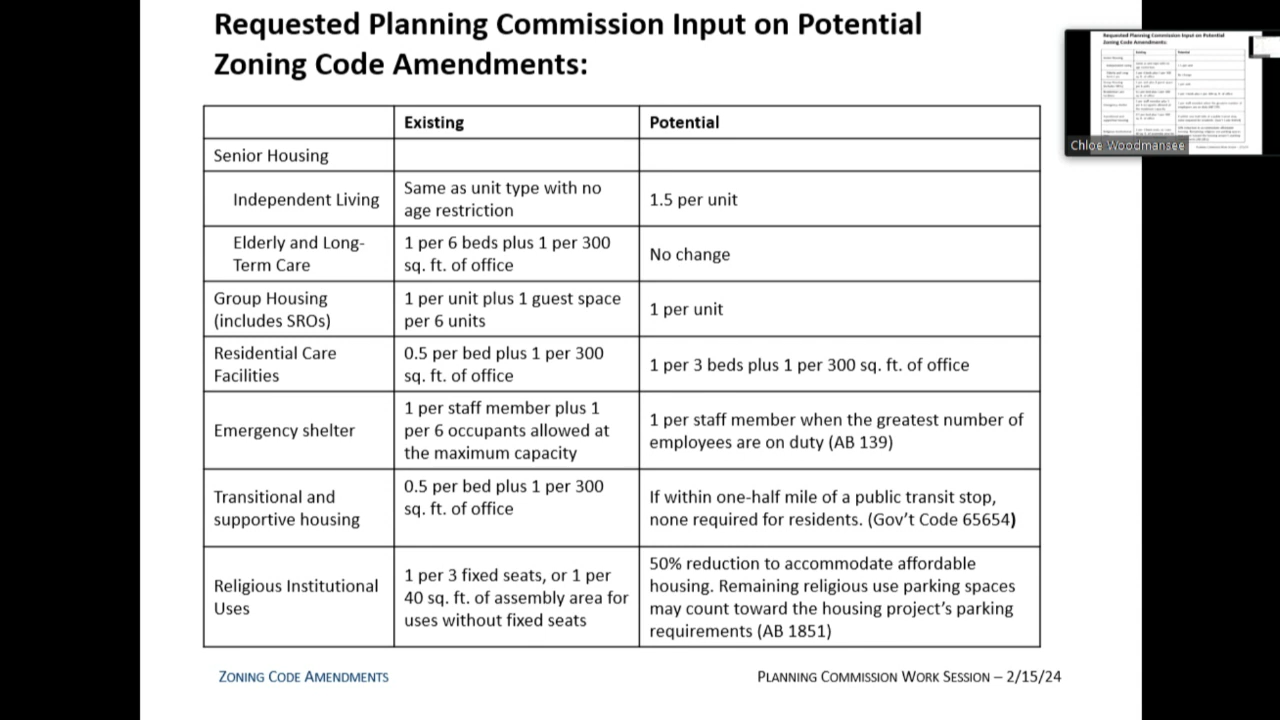 Requested Planning Commission Input on Potential
Zoning Code Amendments:
Existing
Potential
Senior Housing
Independent Living
Same as unit type with no
age restriction
1.5 per unit
Elderly and Long-
Term Care
1 per 6 beds plus 1 per 300
sq. ft. of office
No change
Group Housing
(includes SROs)
1 per unit plus 1 guest space
per 6 units
1 per unit
Residential Care
Facilities
0.5 per bed plus 1 per 300
sq. ft. of office
1 per 3 beds plus 1 per 300 sq. ft. of office
Emergency shelter
1 per staff member plus 1
per 6 occupants allowed at
the maximum capacity
1 per staff member when the greatest number of
employees are on duty (AB 139)
Transitional and
supportive housing
0.5 per bed plus 1 per 300
sq. ft. of office
If within one-half mile of a public transit stop,
none required for residents. (Gov't Code 65654)
Religious Institutional
Uses
1 per 3 fixed seats, or 1 per
40 sq. ft. of assembly area for
uses without fixed seats
50% reduction to accommodate affordable
housing. Remaining religious use parking spaces
may count toward the housing project's parking
requirements (AB 1851)
ZONING CODE AMENDMENTS
PLANNING COMMISSION WORK SESSION – 2/15/24
Requested Planning Commission Input on Potential
Zoning Code Amendments:
Chloe Woodmansee